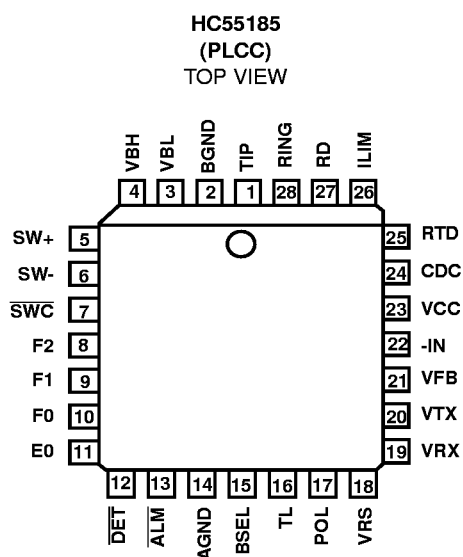 HC55185
(PLCC)
TOP VIEW
VBH
VBL
BGND
TIP
RING
RD
ILIM
4
3
2
1
28
27
26
SW+ 5
SW- 6
SWC 7
F2 8
F1 9
F0 10
E0 11
25 RTD
24 CDC
23 VCC
22 -IN
21 VFB
20 VTX
19 VRX
12
13
14
15
16
17
18
DET
ALM
AGND
BSEL
TL
POL
VRS